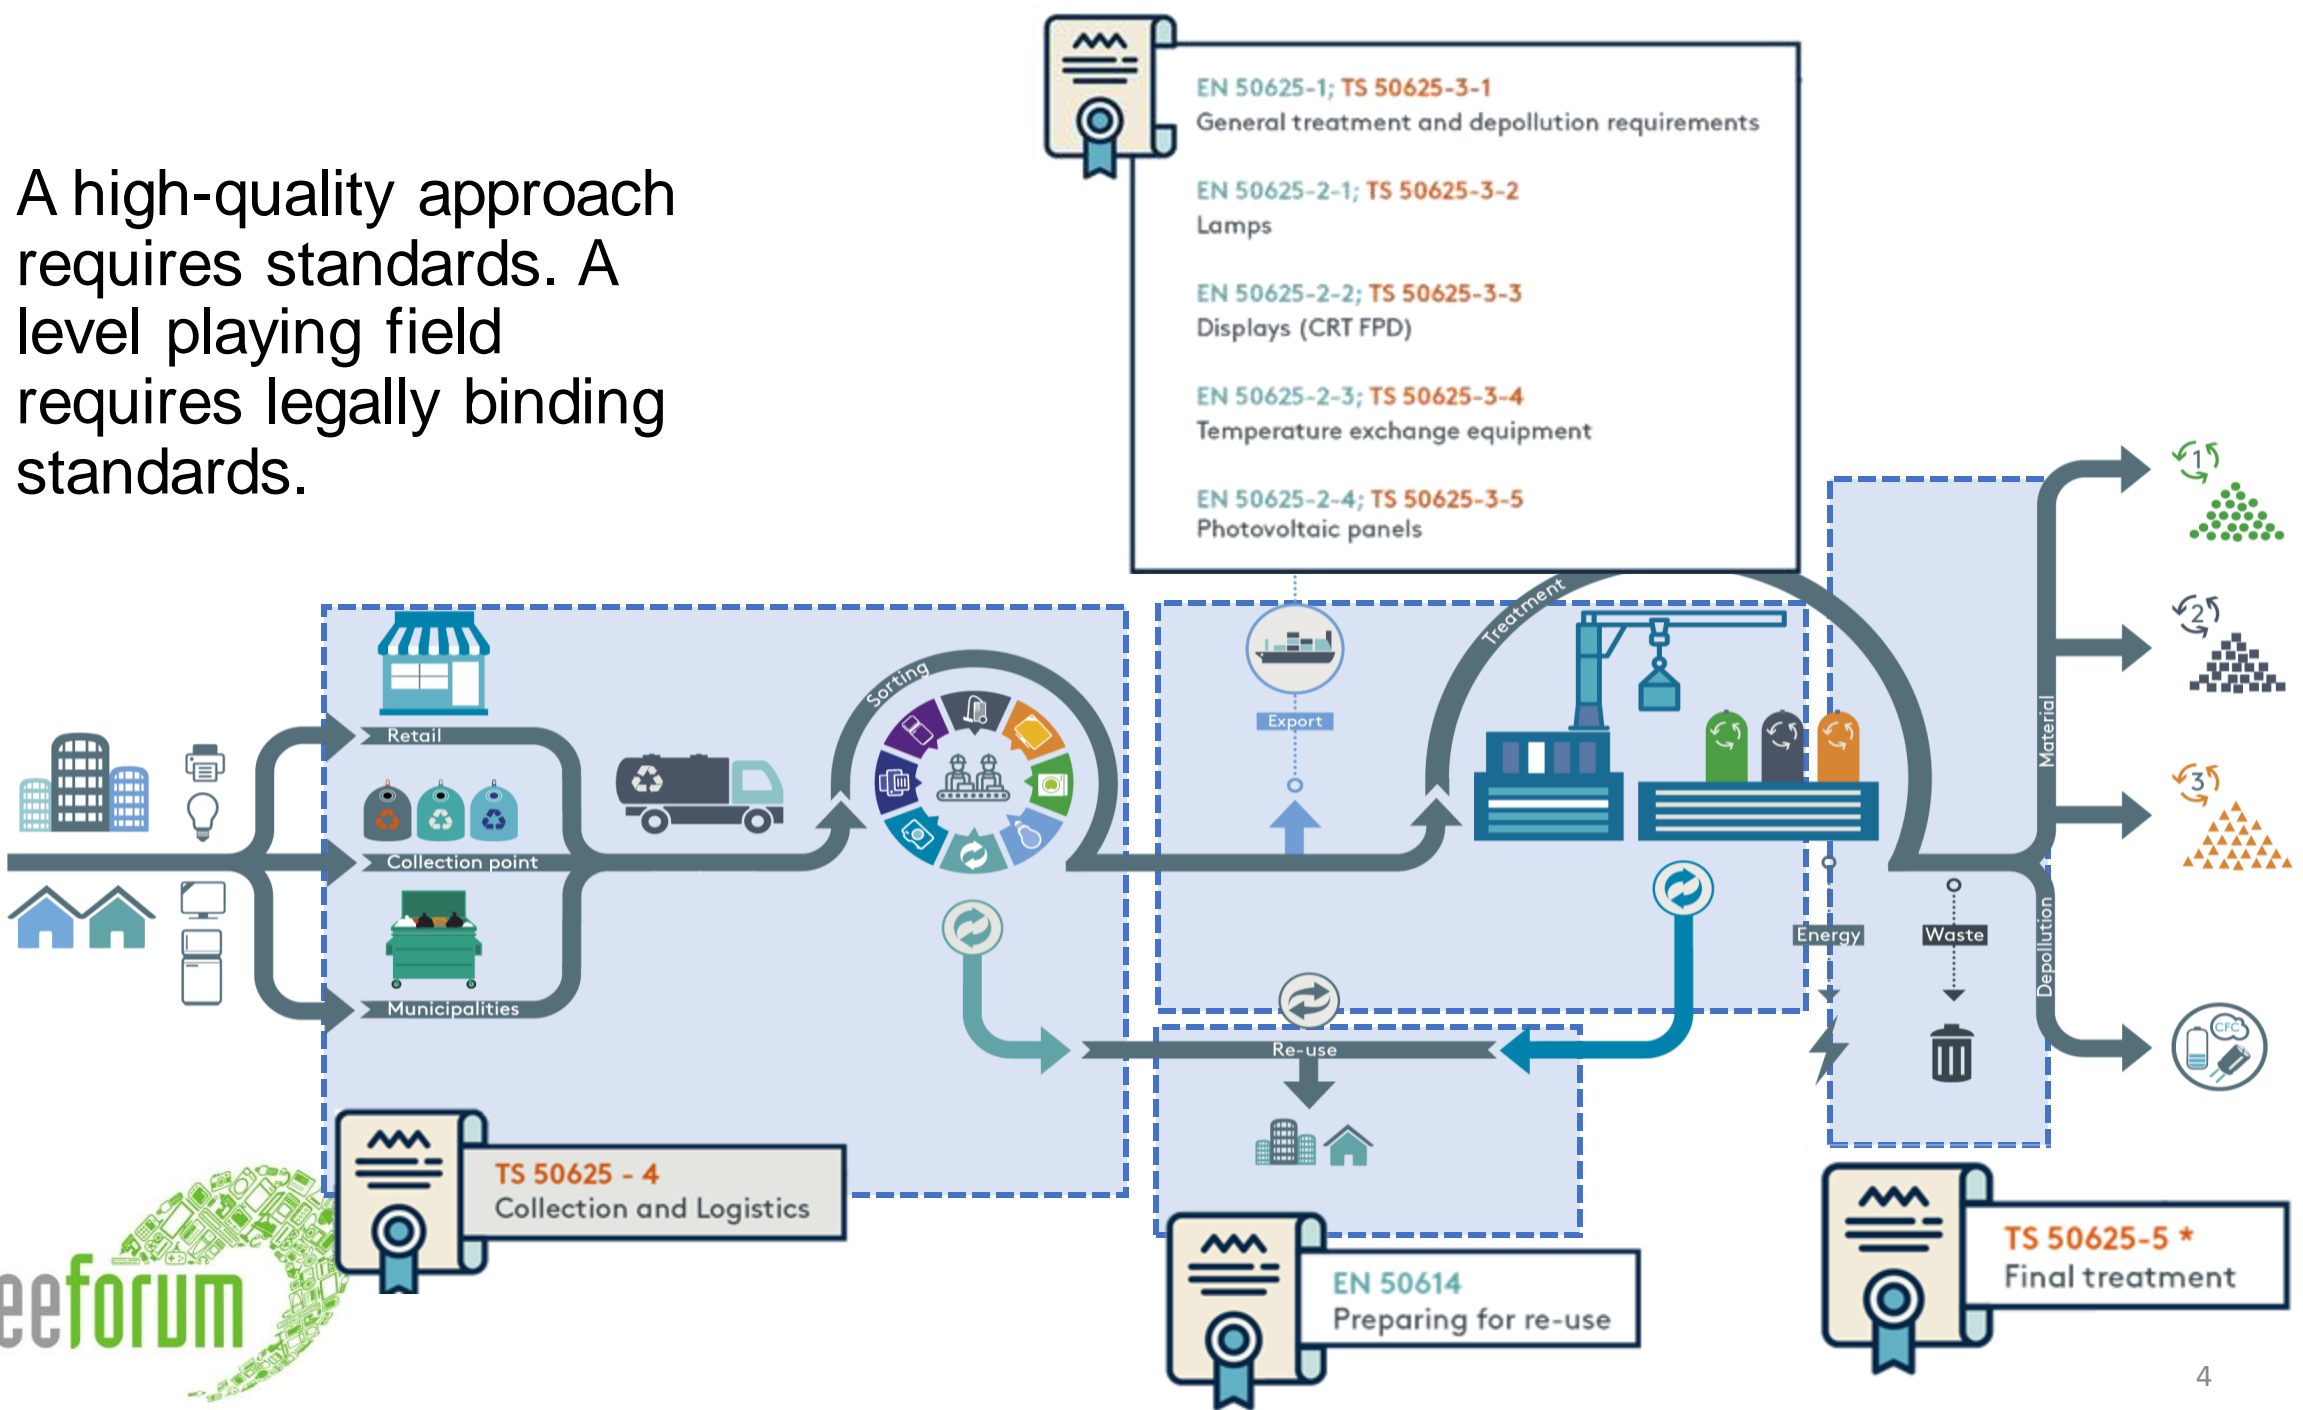 A high-quality approach
requires standards. A
level playing field
requires legally binding
standards.
EN 50625-1; TS 50625-3-1
General treatment and depollution requirements
EN 50625-2-1; TS 50625-3-2
Lamps
EN 50625-2-2; TS 50625-3-3
Displays (CRT FPD)
EN 50625-2-3; TS 50625-3-4
Temperature exchange equipment
EN 50625-2-4; TS 50625-3-5
Photovoltaic panels
Retail
Collection point
Municipalities
Sorting
Export
Treatment
Re-use
Energy
Waste
Material
Depollution
1
2
3
CFC
TS 50625 - 4
Collection and Logistics
EN 50614
Preparing for re-use
TS 50625-5 *
Final treatment
eeforum
4